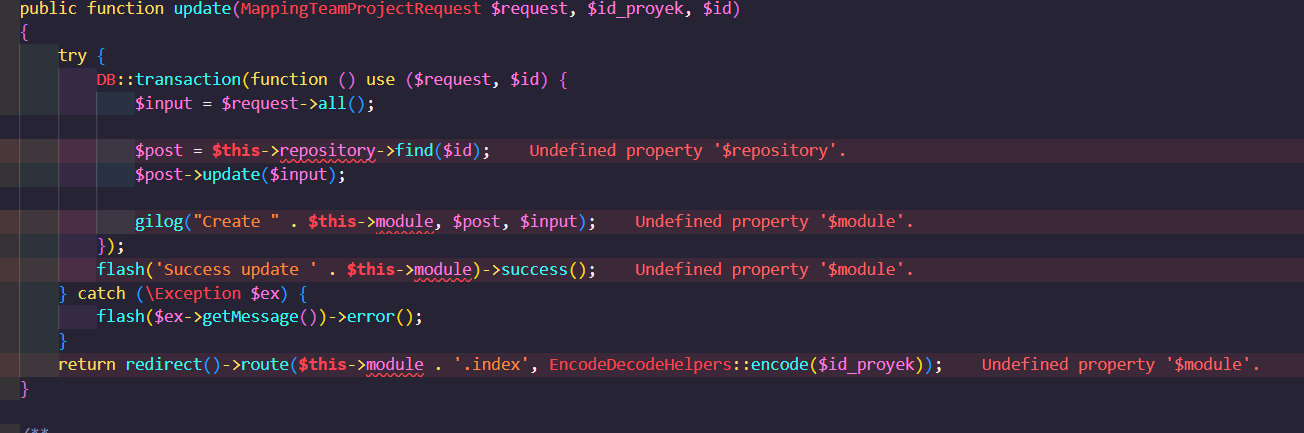 public function update(MappingTeamProjectRequest $request, $id_proyek, $id)
{
try {
DB::transaction(function () use ($request, $id) {
$input = $request->all();
$post = $this->repository->find($id); Undefined property '$repository'.
$post->update($input);
gilog("Create " . $this->module, $post, $input); Undefined property '$module'.
});
flash('Success update ' . $this->module)->success(); Undefined property '$module'.
} catch (\Exception $ex) {
flash($ex->getMessage())->error();
}
return redirect()->route($this->module . '.index', EncodeDecodeHelpers::encode($id_proyek)); Undefined property '$module'.
}
/**